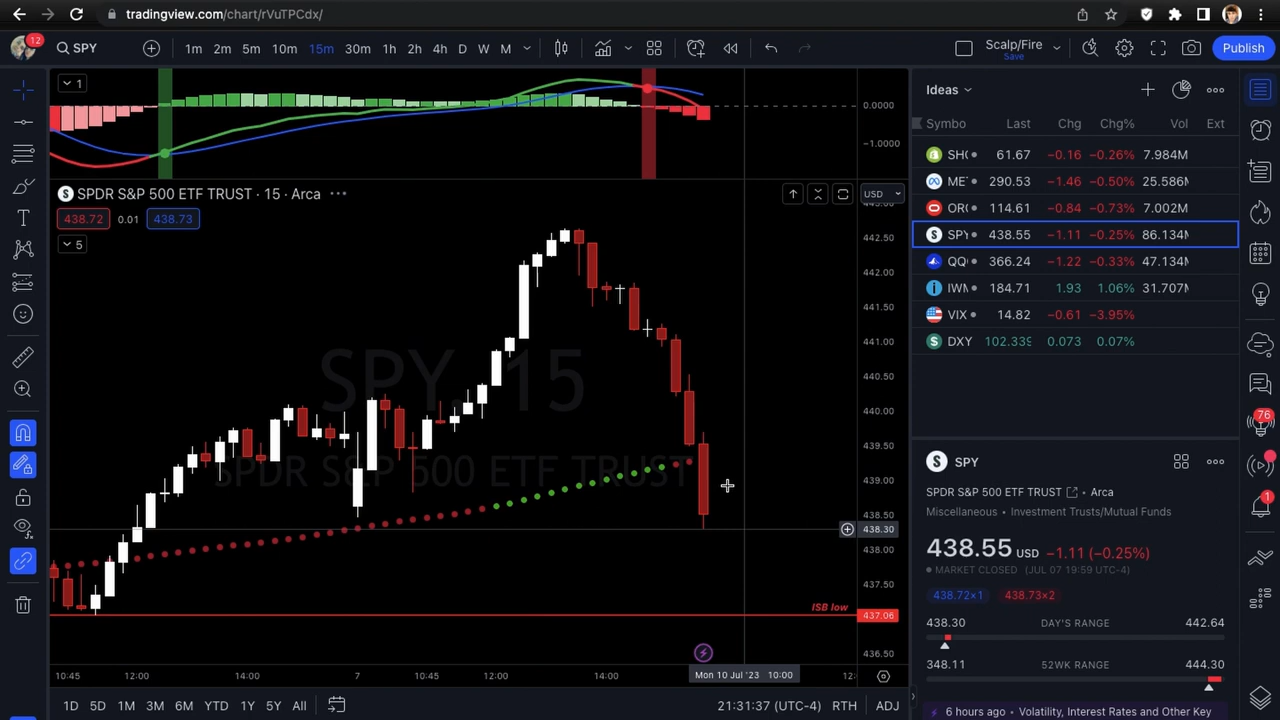 tradingview.com/chart/rVuTPCdx/
12
SPY
1m 2m 5m 10m 15m 30m 1h 2h 4h D W M
Scalp/Fire
Save
Publish
1
0.0000
−1.0000
SPDR S&P 500 ETF TRUST · 15 · Arca
USD
438.72 0.01 438.73
5
442.50
442.00
441.50
441.00
440.50
440.00
439.50
439.00
438.50
438.30
438.00
437.50
437.06
436.50
SPY, 15
SPDR S&P 500 ETF TRUST
ISB low
10:45 12:00 14:00 7 10:45 12:00 14:00 Mon 10 Jul '23 10:00 12:
1D 5D 1M 3M 6M YTD 1Y 5Y All
21:31:37 (UTC-4) RTH ADJ
Ideas
Symbo Last Chg Chg% Vol Ext
SH 61.67 −0.16 −0.26% 7.984M
ME 290.53 −1.46 −0.50% 25.586M
OR 114.61 −0.84 −0.73% 7.002M
SPY 438.55 −1.11 −0.25% 86.134M
QQ 366.24 −1.22 −0.33% 47.134M
IWM 184.71 1.93 1.06% 31.707M
VIX 14.82 −0.61 −3.95%
DXY 102.339 0.073 0.07%
SPY
SPDR S&P 500 ETF TRUST Arca
Miscellaneous • Investment Trusts/Mutual Funds
438.55 USD −1.11 (−0.25%)
MARKET CLOSED (JUL 07 19:59 UTC-4)
438.72×1 438.73×2
438.30 DAY'S RANGE 442.64
348.11 52WK RANGE 444.30
6 hours ago • Volatility, Interest Rates and Other Key
76
1